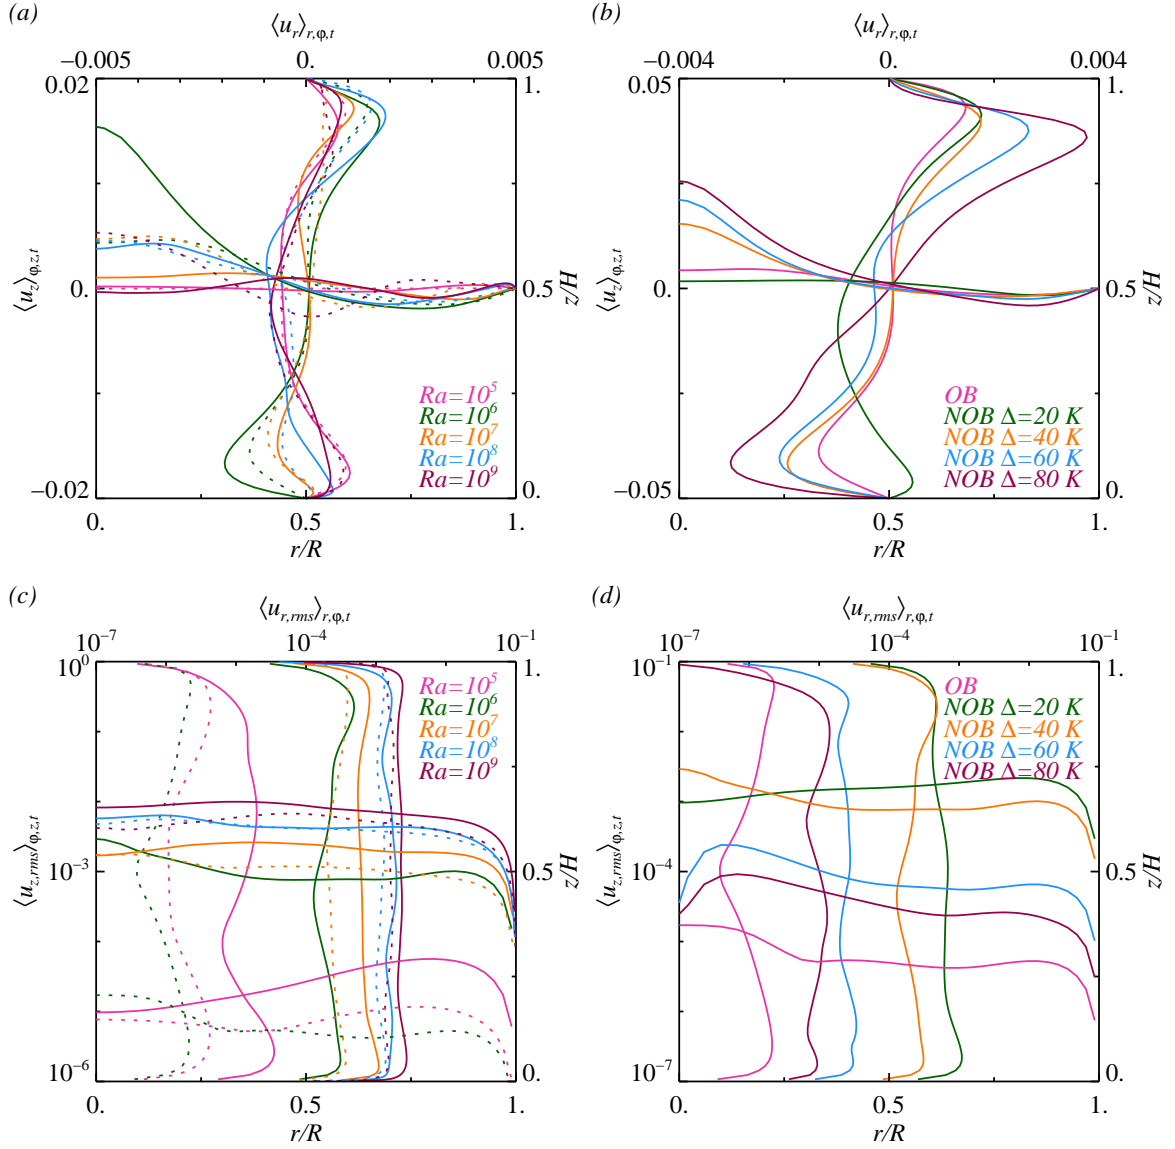 (a)
⟨u_r⟩_{r,φ,t}
−0.005 0. 0.005
0.02 1.
⟨u_z⟩_{φ,z,t}
0. 0.5
z/H
Ra=10^5
Ra=10^6
Ra=10^7
Ra=10^8
Ra=10^9
−0.02 0.
0. 0.5 1.
r/R
(b)
⟨u_r⟩_{r,φ,t}
−0.004 0. 0.004
0.05 1.
⟨u_z⟩_{φ,z,t}
0. 0.5
z/H
OB
NOB Δ=20 K
NOB Δ=40 K
NOB Δ=60 K
NOB Δ=80 K
−0.05 0.
0. 0.5 1.
r/R
(c)
⟨u_{r,rms}⟩_{r,φ,t}
10^{−7} 10^{−4} 10^{−1}
10^0 1.
Ra=10^5
Ra=10^6
Ra=10^7
Ra=10^8
Ra=10^9
⟨u_{z,rms}⟩_{φ,z,t}
10^{−3} 0.5
z/H
10^{−6} 0.
0. 0.5 1.
r/R
(d)
⟨u_{r,rms}⟩_{r,φ,t}
10^{−7} 10^{−4} 10^{−1}
10^{−1} 1.
OB
NOB Δ=20 K
NOB Δ=40 K
NOB Δ=60 K
NOB Δ=80 K
⟨u_{z,rms}⟩_{φ,z,t}
10^{−4} 0.5
z/H
10^{−7} 0.
0. 0.5 1.
r/R